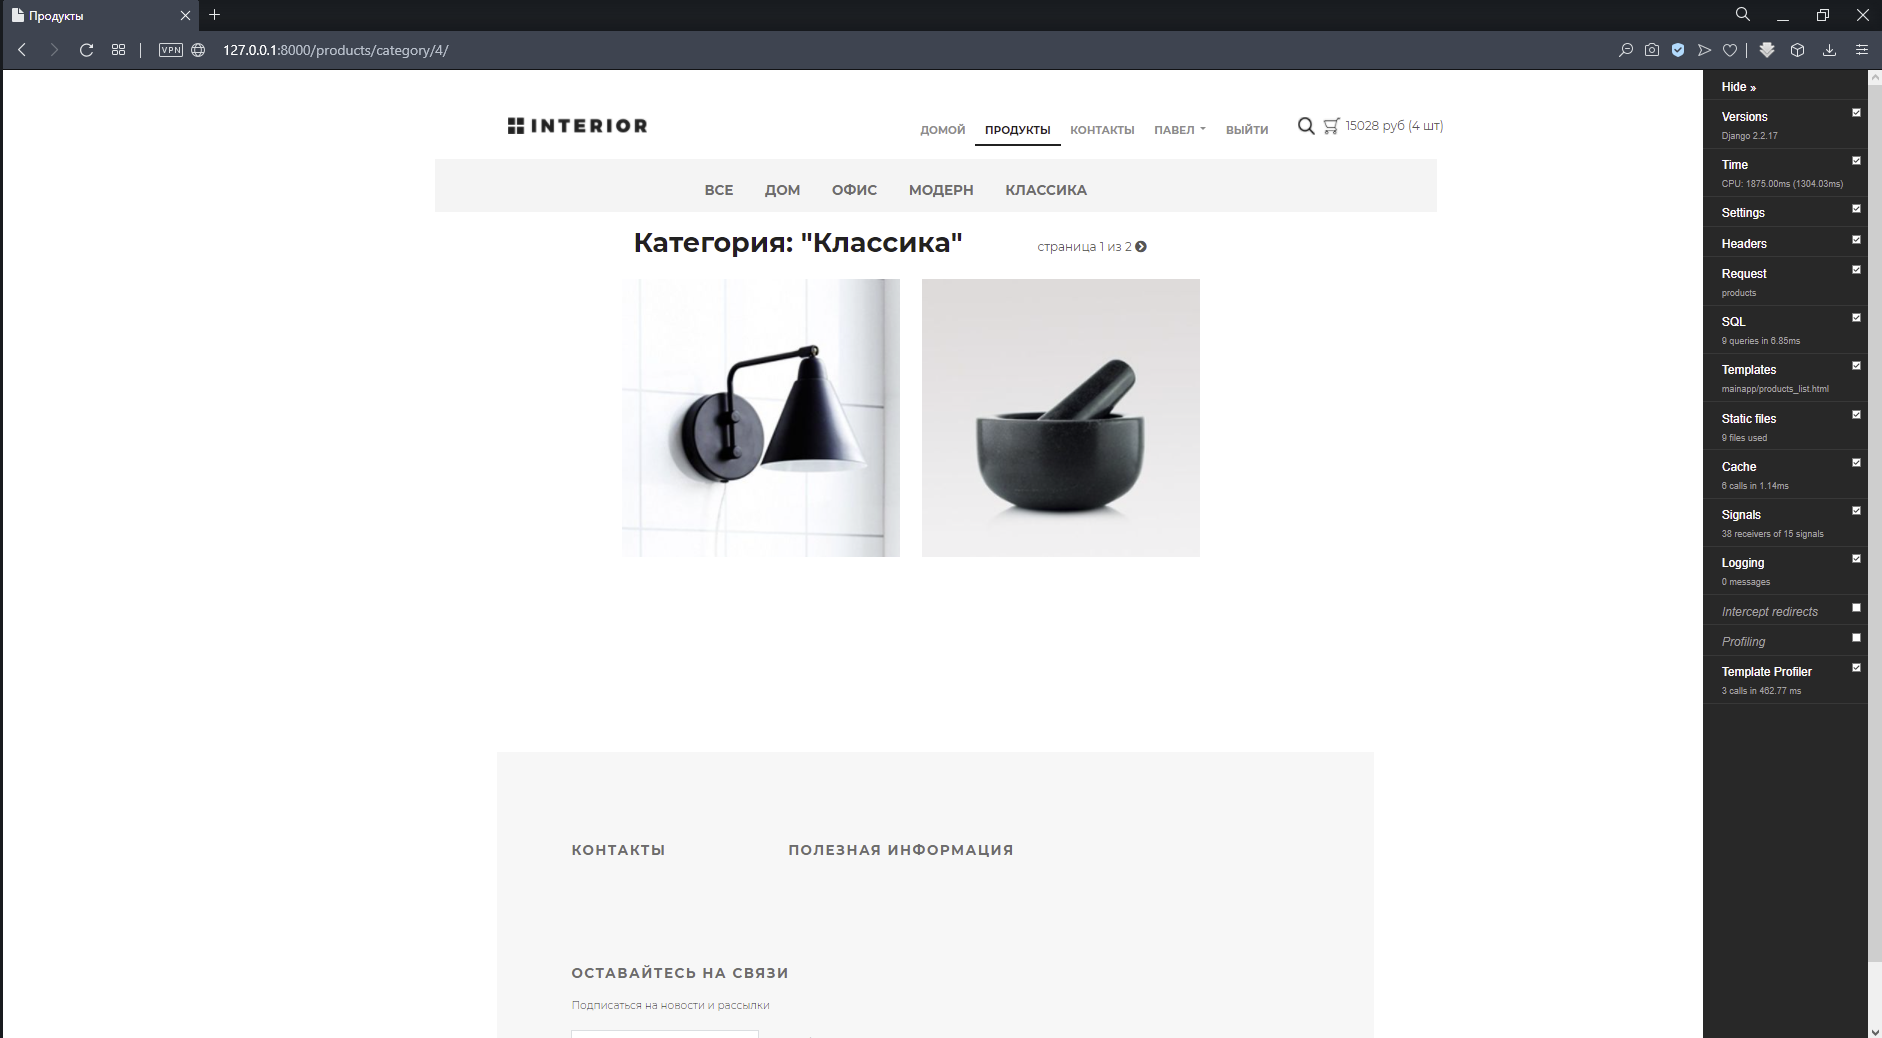 Продукты
VPN
127.0.0.1:8000/products/category/4/
INTERIOR
ДОМОЙ ПРОДУКТЫ КОНТАКТЫ ПАВЕЛ ВЫЙТИ
15028 руб (4 шт)
ВСЕ ДОМ ОФИС МОДЕРН КЛАССИКА
Категория: "Классика"
страница 1 из 2
КОНТАКТЫ
ПОЛЕЗНАЯ ИНФОРМАЦИЯ
ОСТАВАЙТЕСЬ НА СВЯЗИ
Подписаться на новости и рассылки
Hide »
Versions
Django 2.2.17
Time
CPU: 1875.00ms (1304.03ms)
Settings
Headers
Request
products
SQL
9 queries in 6.85ms
Templates
mainapp/products_list.html
Static files
9 files used
Cache
6 calls in 1.14ms
Signals
38 receivers of 15 signals
Logging
0 messages
Intercept redirects
Profiling
Template Profiler
3 calls in 462.77 ms